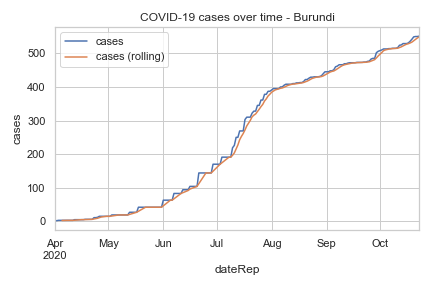 COVID-19 cases over time - Burundi
cases
cases (rolling)
500
400
300
200
100
0
cases
Apr May Jun Jul Aug Sep Oct
2020
dateRep